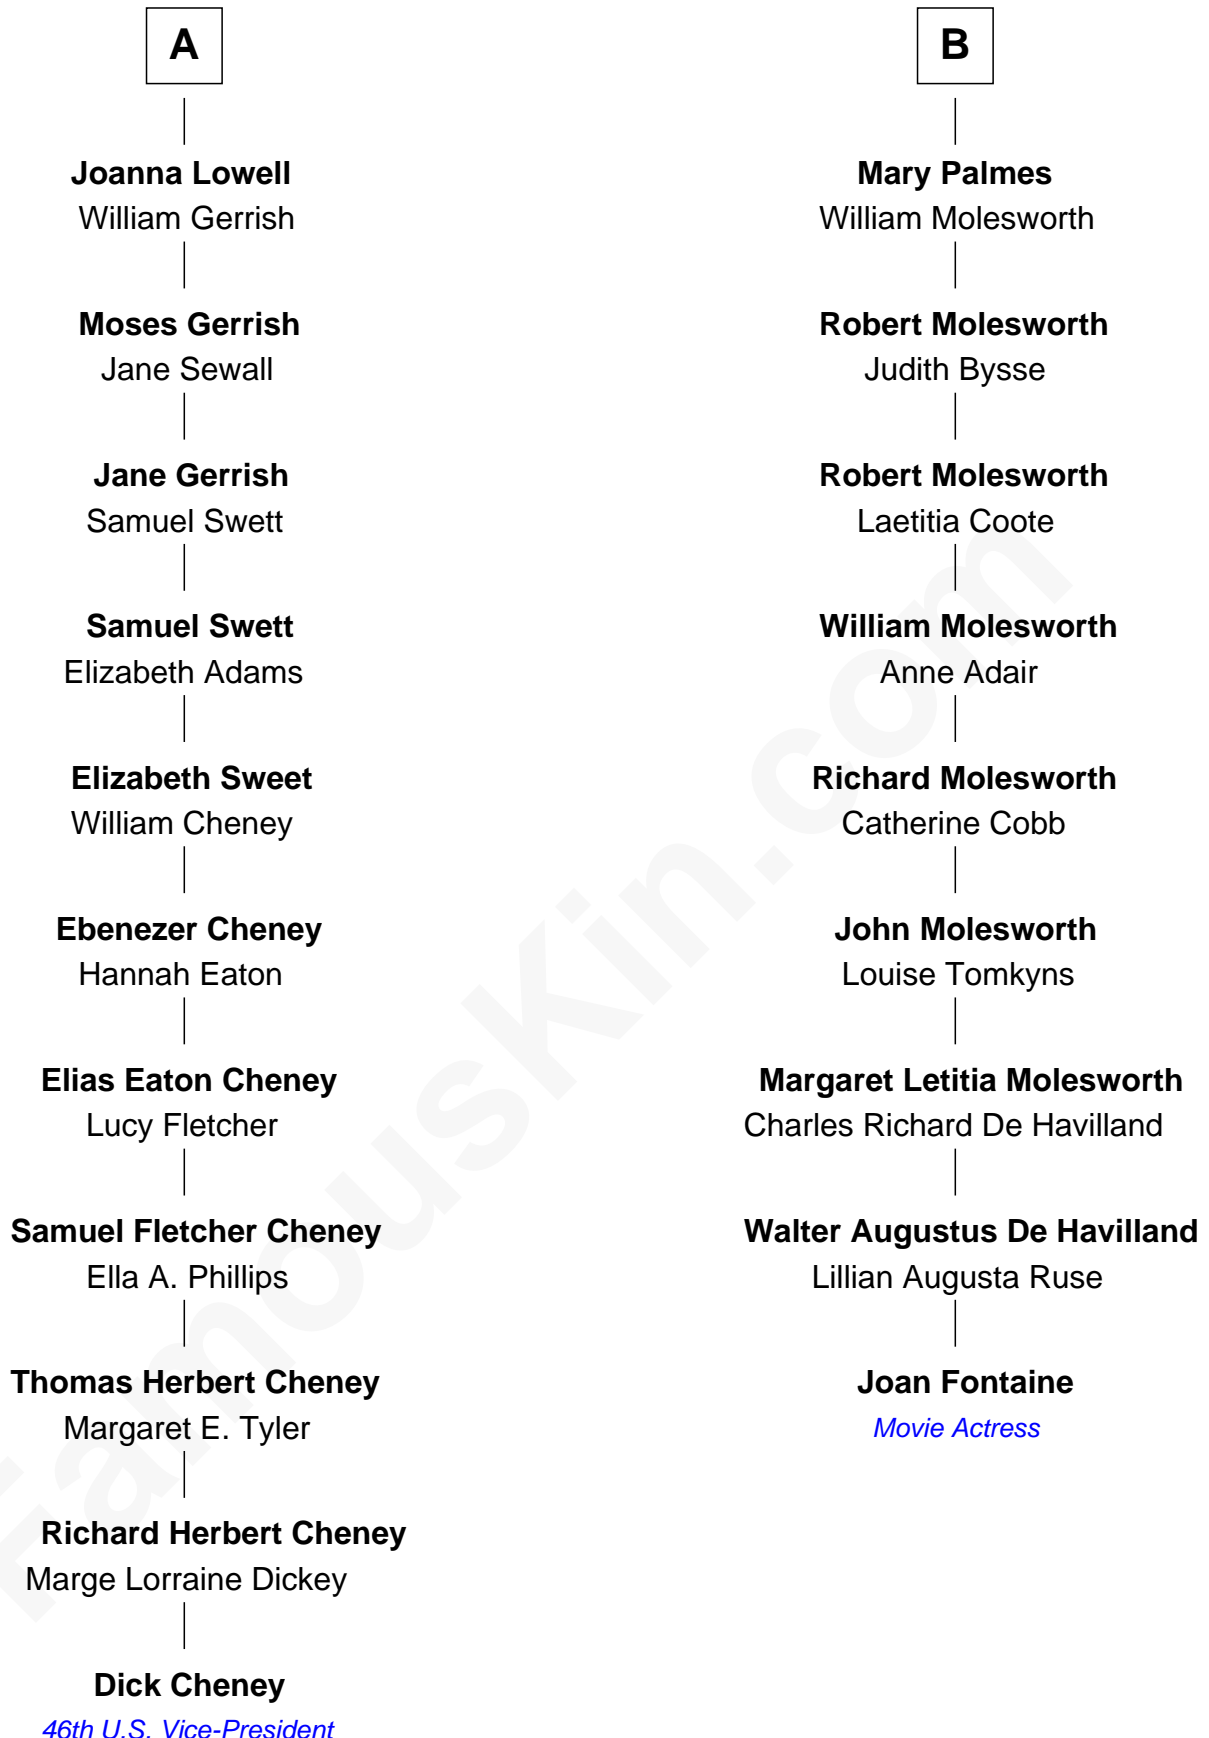 A
Joanna Lowell
William Gerrish
Moses Gerrish
Jane Sewall
Jane Gerrish
Samuel Swett
Samuel Swett
Elizabeth Adams
Elizabeth Sweet
William Cheney
Ebenezer Cheney
Hannah Eaton
Elias Eaton Cheney
Lucy Fletcher
Samuel Fletcher Cheney
Ella A. Phillips
Thomas Herbert Cheney
Margaret E. Tyler
Richard Herbert Cheney
Marge Lorraine Dickey
Dick Cheney
46th U.S. Vice-President
B
Mary Palmes
William Molesworth
Robert Molesworth
Judith Bysse
Robert Molesworth
Laetitia Coote
William Molesworth
Anne Adair
Richard Molesworth
Catherine Cobb
John Molesworth
Louise Tomkyns
Margaret Letitia Molesworth
Charles Richard De Havilland
Walter Augustus De Havilland
Lillian Augusta Ruse
Joan Fontaine
Movie Actress
FamousKin.com